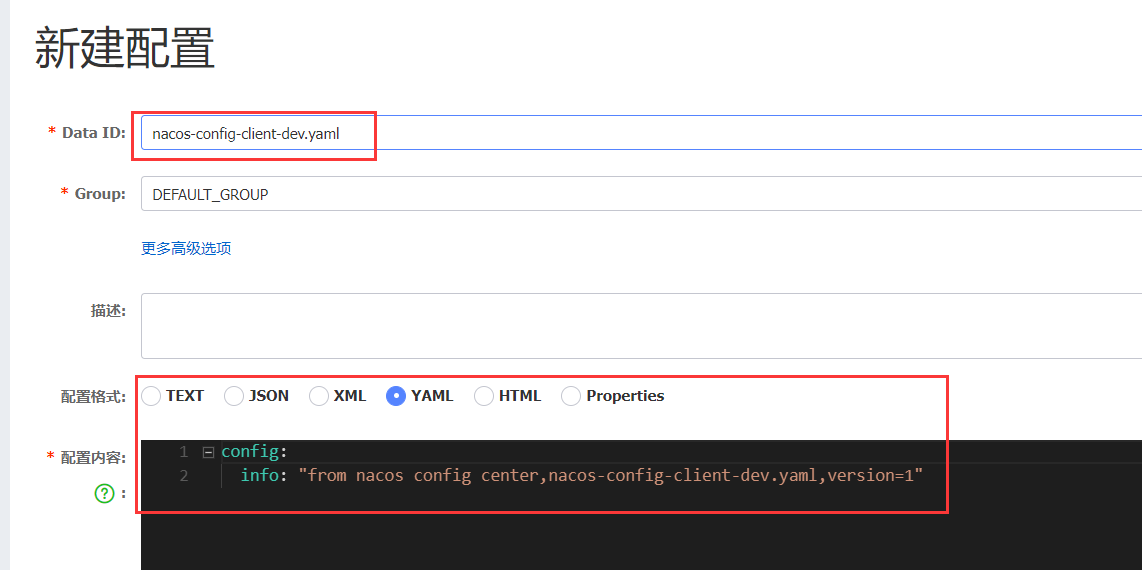 新建配置
* Data ID: nacos-config-client-dev.yaml
* Group: DEFAULT_GROUP
更多高级选项
描述:
配置格式: TEXT JSON XML YAML HTML Properties
* 配置内容: 1 config:
? : 2 info: "from nacos config center,nacos-config-client-dev.yaml,version=1"